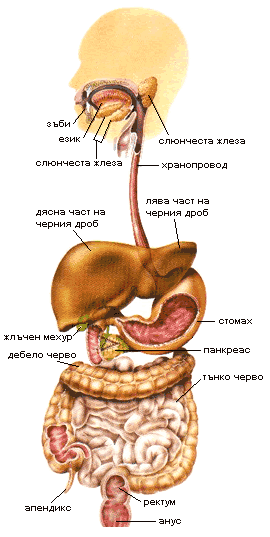 зъби
език
слюнчеста жлеза
слюнчеста жлеза
хранопровод
лява част на
черния дроб
дясна част на
черния дроб
стомах
жлъчен мехур
панкреас
дебело черво
тънко черво
апендикс
ректум
анус